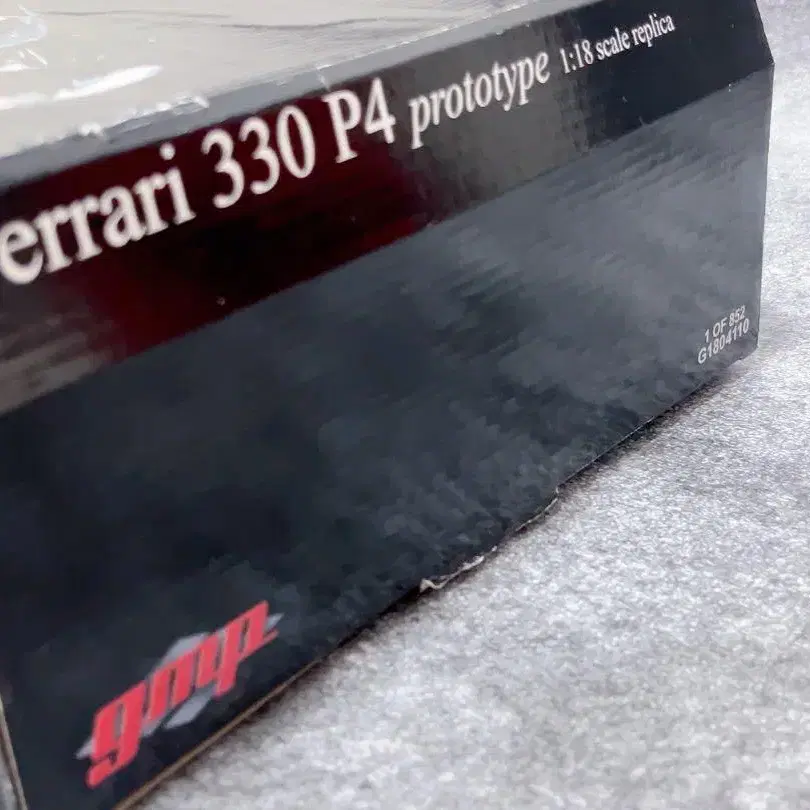 errari 330 P4 prototype 1:18 scale replica
1 OF 852
G1804110
gmp